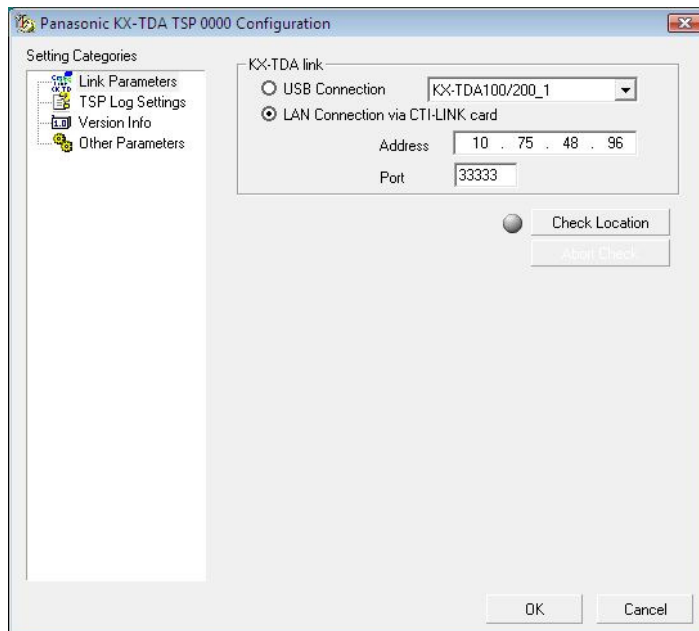 Panasonic KX-TDA TSP 0000 Configuration
Setting Categories
Link Parameters
TSP Log Settings
1.0
Version Info
Other Parameters
KX-TDA link
USB Connection
KX-TDA100/200_1
LAN Connection via CTI-LINK card
Address
10 . 75 . 48 . 96
Port
33333
Check Location
Abort Check
OK
Cancel